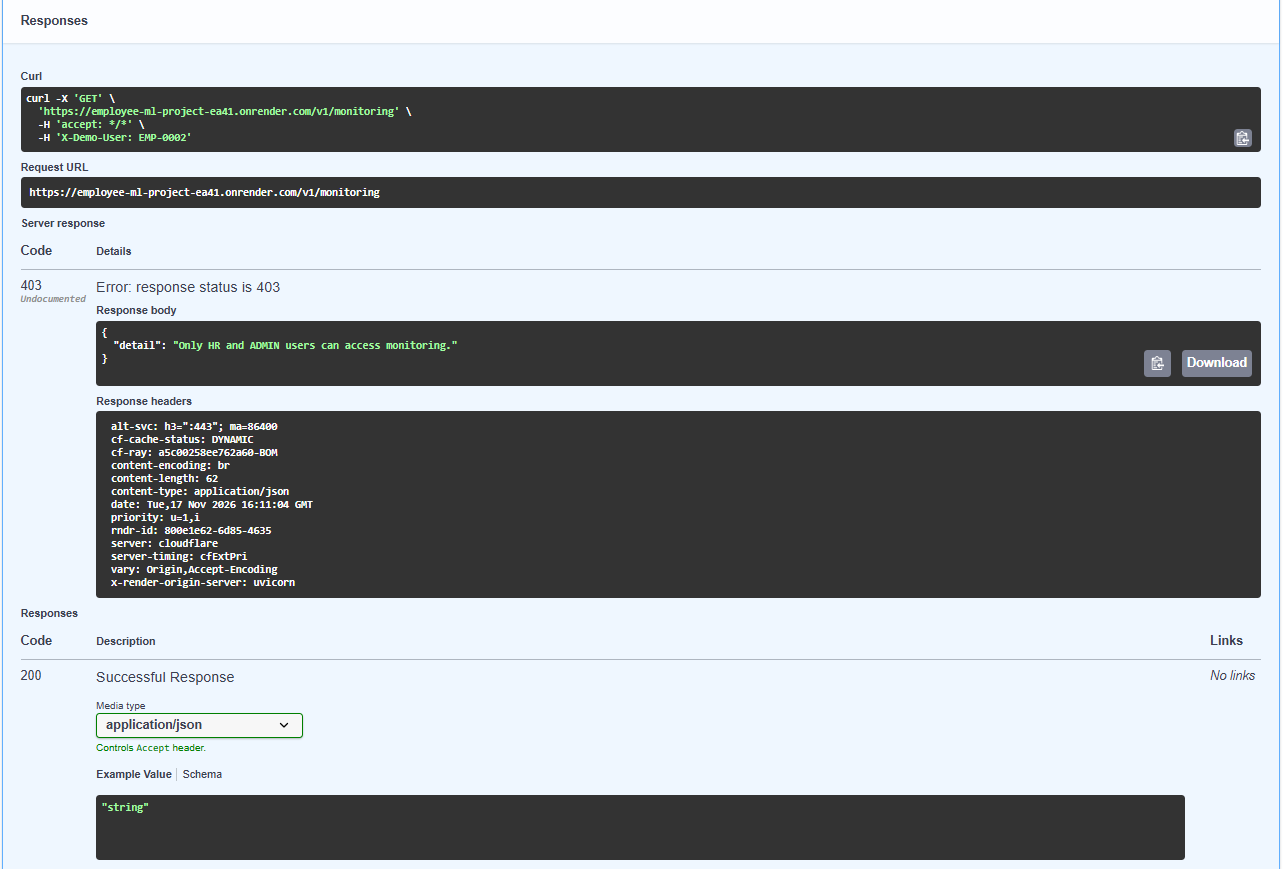 Responses
Curl
curl -X 'GET' \
  'https://employee-ml-project-ea41.onrender.com/v1/monitoring' \
  -H 'accept: */*' \
  -H 'X-Demo-User: EMP-0002'
Request URL
https://employee-ml-project-ea41.onrender.com/v1/monitoring
Server response
Code Details
403 Error: response status is 403
Undocumented
Response body
{
  "detail": "Only HR and ADMIN users can access monitoring."
}
Download
Response headers
alt-svc: h3=":443"; ma=86400
cf-cache-status: DYNAMIC
cf-ray: a5c00258ee762a60-BOM
content-encoding: br
content-length: 62
content-type: application/json
date: Tue,17 Nov 2026 16:11:04 GMT
priority: u=1,i
rndr-id: 800e1e62-6d85-4635
server: cloudflare
server-timing: cfExtPri
vary: Origin,Accept-Encoding
x-render-origin-server: uvicorn
Responses
Code Description Links
200 Successful Response No links
Media type
application/json
Controls Accept header.
Example Value Schema
"string"